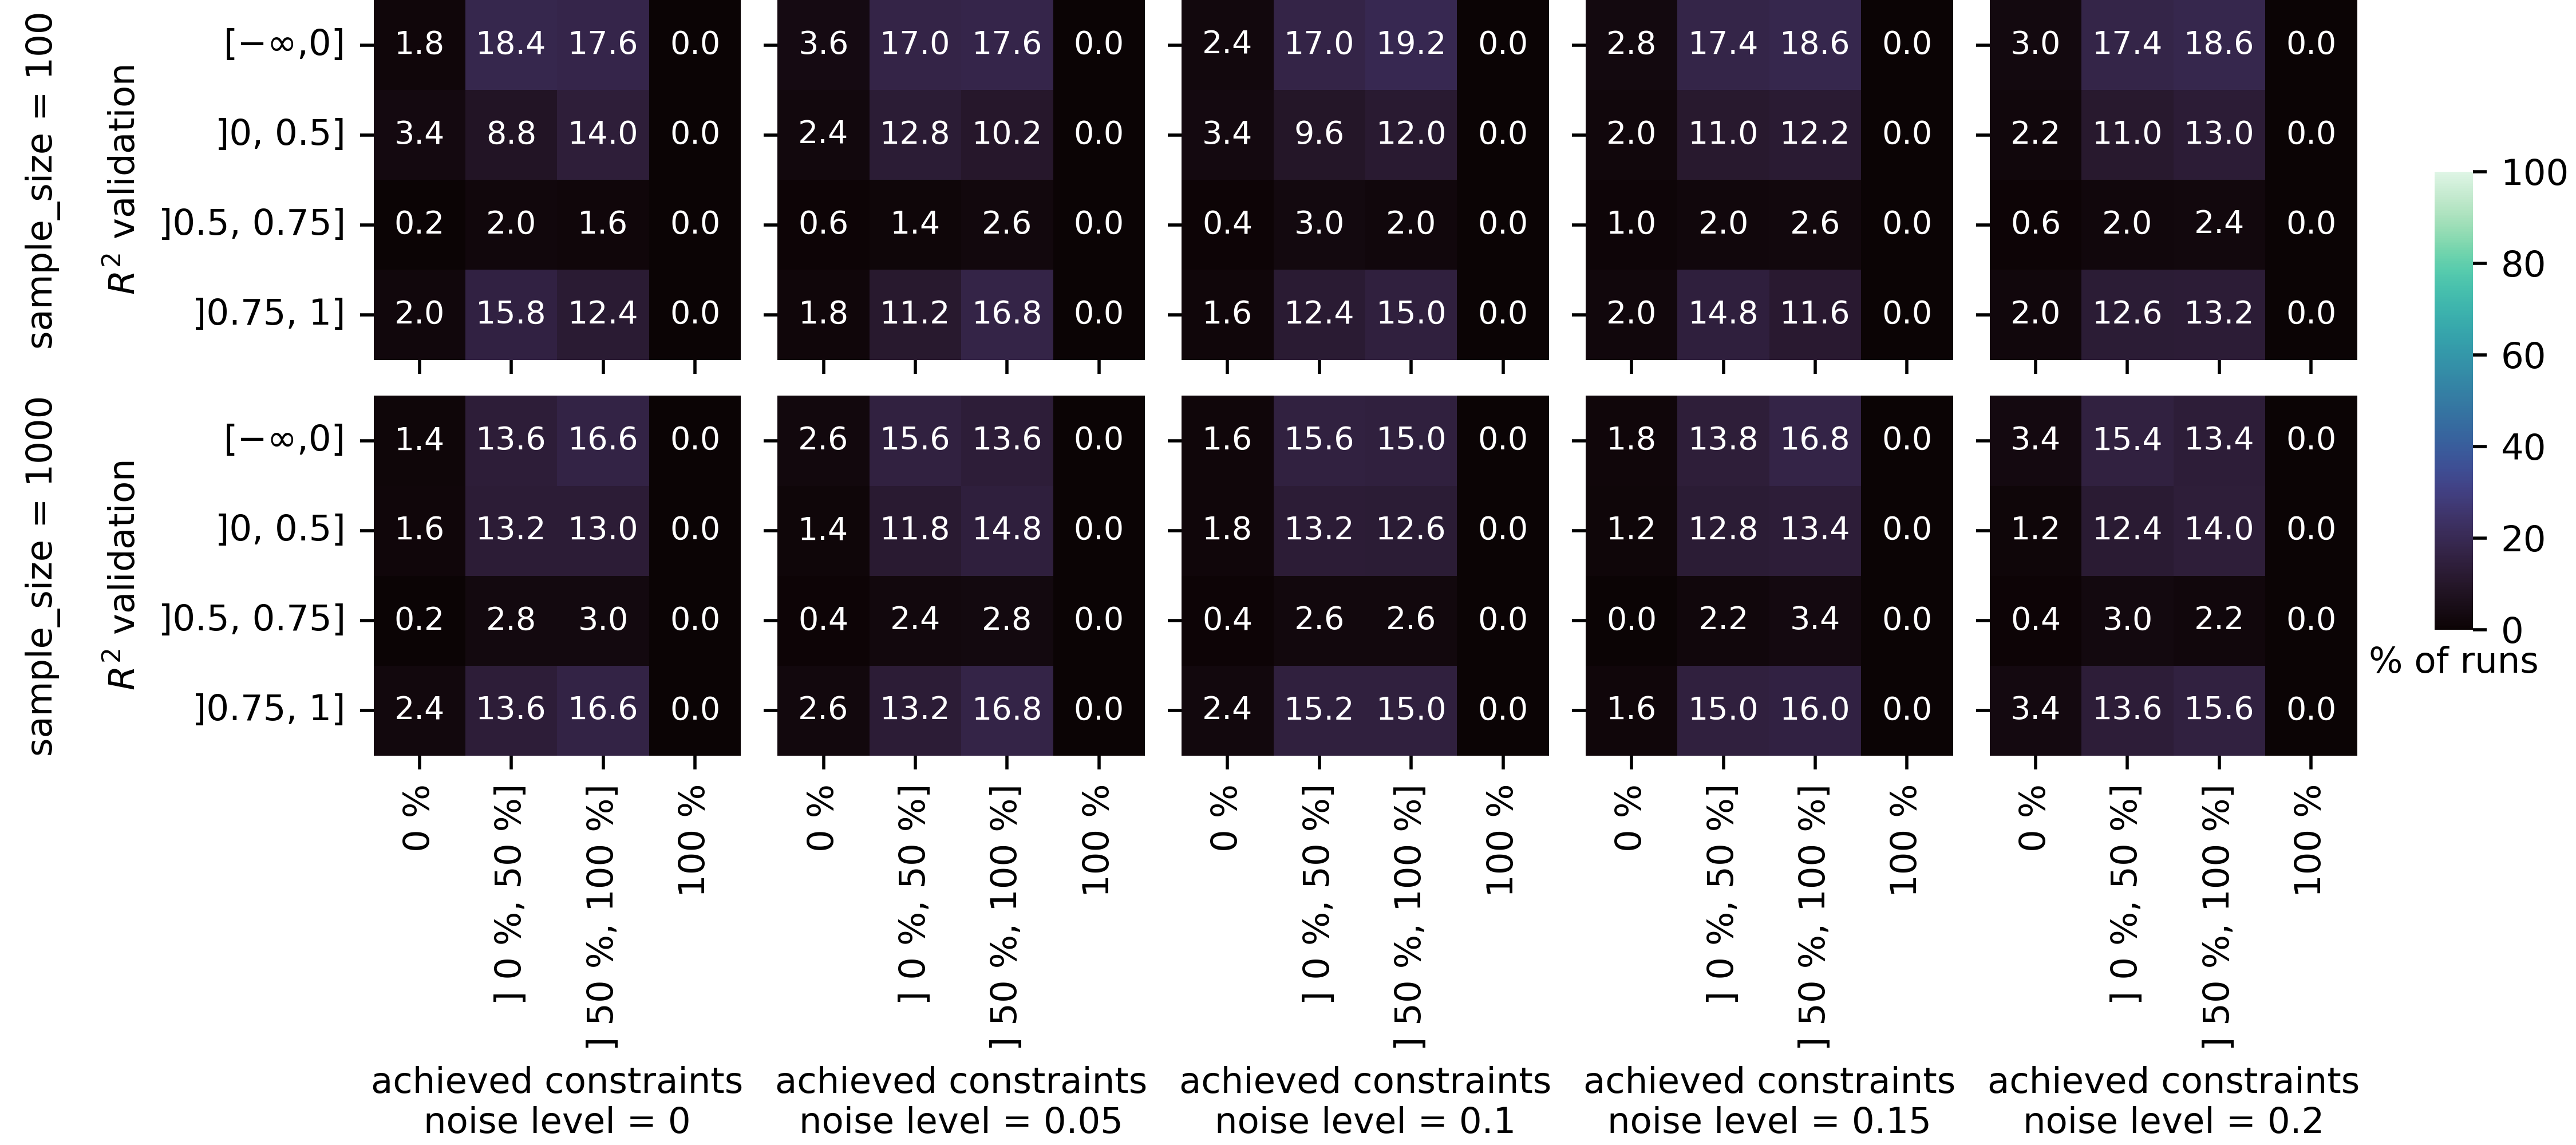 sample_size = 100
R² validation
[−∞,0] 1.8 18.4 17.6 0.0 3.6 17.0 17.6 0.0 2.4 17.0 19.2 0.0 2.8 17.4 18.6 0.0 3.0 17.4 18.6 0.0
]0, 0.5] 3.4 8.8 14.0 0.0 2.4 12.8 10.2 0.0 3.4 9.6 12.0 0.0 2.0 11.0 12.2 0.0 2.2 11.0 13.0 0.0
]0.5, 0.75] 0.2 2.0 1.6 0.0 0.6 1.4 2.6 0.0 0.4 3.0 2.0 0.0 1.0 2.0 2.6 0.0 0.6 2.0 2.4 0.0
]0.75, 1] 2.0 15.8 12.4 0.0 1.8 11.2 16.8 0.0 1.6 12.4 15.0 0.0 2.0 14.8 11.6 0.0 2.0 12.6 13.2 0.0
sample_size = 1000
R² validation
[−∞,0] 1.4 13.6 16.6 0.0 2.6 15.6 13.6 0.0 1.6 15.6 15.0 0.0 1.8 13.8 16.8 0.0 3.4 15.4 13.4 0.0
]0, 0.5] 1.6 13.2 13.0 0.0 1.4 11.8 14.8 0.0 1.8 13.2 12.6 0.0 1.2 12.8 13.4 0.0 1.2 12.4 14.0 0.0
]0.5, 0.75] 0.2 2.8 3.0 0.0 0.4 2.4 2.8 0.0 0.4 2.6 2.6 0.0 0.0 2.2 3.4 0.0 0.4 3.0 2.2 0.0
]0.75, 1] 2.4 13.6 16.6 0.0 2.6 13.2 16.8 0.0 2.4 15.2 15.0 0.0 1.6 15.0 16.0 0.0 3.4 13.6 15.6 0.0
0 % ] 0 %, 50 %] ] 50 %, 100 %] 100 % 0 % ] 0 %, 50 %] ] 50 %, 100 %] 100 % 0 % ] 0 %, 50 %] ] 50 %, 100 %] 100 % 0 % ] 0 %, 50 %] ] 50 %, 100 %] 100 % 0 % ] 0 %, 50 %] ] 50 %, 100 %] 100 %
achieved constraints achieved constraints achieved constraints achieved constraints achieved constraints
noise level = 0 noise level = 0.05 noise level = 0.1 noise level = 0.15 noise level = 0.2
100
80
60
40
20
0
% of runs